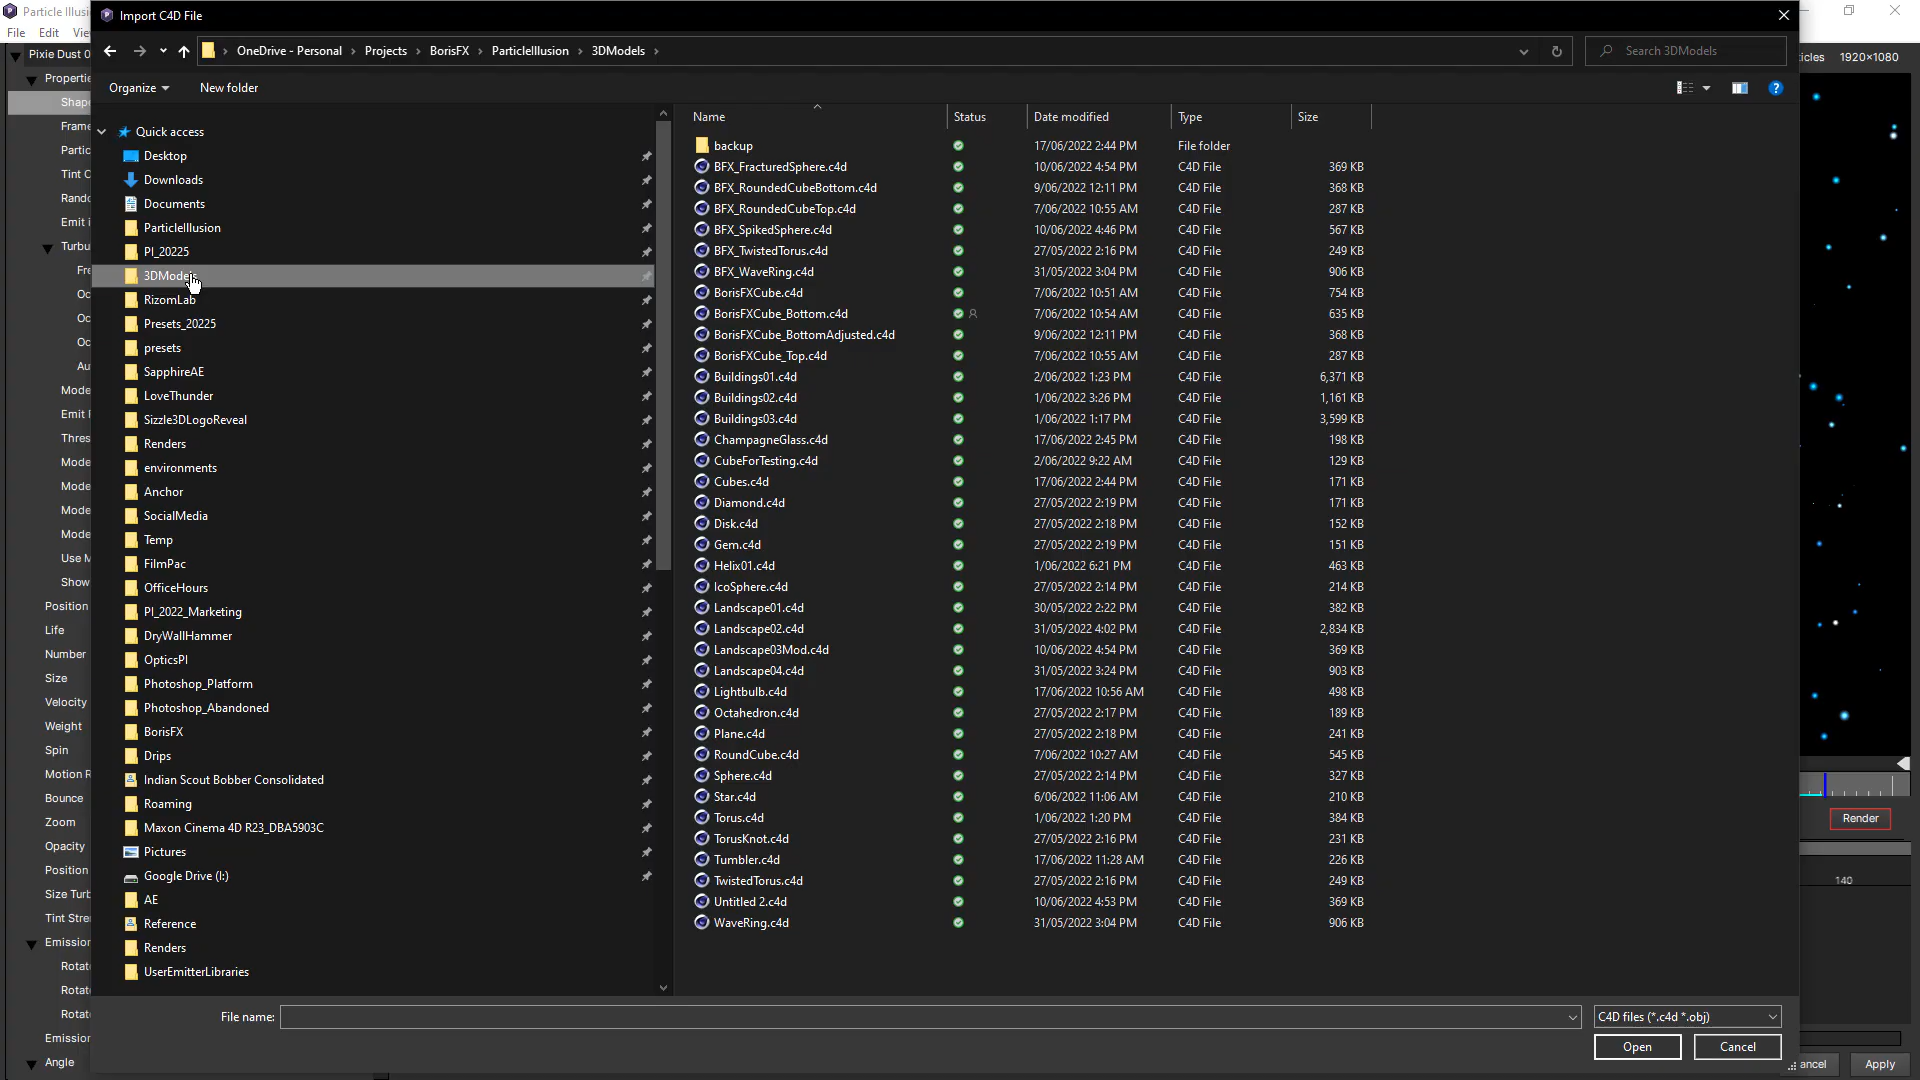 Particle Illus
Import C4D File
File Edit Vie
OneDrive - Personal > Projects > BorisFX > ParticleIllusion > 3DModels >
Search 3DModels
Organize
New folder
icles 1920×1080
Pixie Dust 0
Properti
Shap
Frame
Partic
Tint C
Rand
Emit i
Turbu
Fr
Oc
Oc
Oc
Au
Mode
Emit F
Thres
Mode
Mode
Mode
Mode
Use M
Show
Position
Life
Number
Size
Velocity
Weight
Spin
Motion R
Bounce
Zoom
Opacity
Position
Size Turb
Tint Stre
Emission
Rotat
Rotat
Rotat
Emission
Angle
Quick access
Desktop
Downloads
Documents
ParticleIllusion
PI_20225
3DModels
RizomLab
Presets_20225
presets
SapphireAE
LoveThunder
Sizzle3DLogoReveal
Renders
environments
Anchor
SocialMedia
Temp
FilmPac
OfficeHours
PI_2022_Marketing
DryWallHammer
OpticsPI
Photoshop_Platform
Photoshop_Abandoned
BorisFX
Drips
Indian Scout Bobber Consolidated
Roaming
Maxon Cinema 4D R23_DBA5903C
Pictures
Google Drive (I:)
AE
Reference
Renders
UserEmitterLibraries
Name Status Date modified Type Size
backup 17/06/2022 2:44 PM File folder
BFX_FracturedSphere.c4d 10/06/2022 4:54 PM C4D File 369 KB
BFX_RoundedCubeBottom.c4d 9/06/2022 12:11 PM C4D File 368 KB
BFX_RoundedCubeTop.c4d 7/06/2022 10:55 AM C4D File 287 KB
BFX_SpikedSphere.c4d 10/06/2022 4:46 PM C4D File 567 KB
BFX_TwistedTorus.c4d 27/05/2022 2:16 PM C4D File 249 KB
BFX_WaveRing.c4d 31/05/2022 3:04 PM C4D File 906 KB
BorisFXCube.c4d 7/06/2022 10:51 AM C4D File 754 KB
BorisFXCube_Bottom.c4d 7/06/2022 10:54 AM C4D File 635 KB
BorisFXCube_BottomAdjusted.c4d 9/06/2022 12:11 PM C4D File 368 KB
BorisFXCube_Top.c4d 7/06/2022 10:55 AM C4D File 287 KB
Buildings01.c4d 2/06/2022 1:23 PM C4D File 6,371 KB
Buildings02.c4d 1/06/2022 3:26 PM C4D File 1,161 KB
Buildings03.c4d 1/06/2022 1:17 PM C4D File 3,599 KB
ChampagneGlass.c4d 17/06/2022 2:45 PM C4D File 198 KB
CubeForTesting.c4d 2/06/2022 9:22 AM C4D File 129 KB
Cubes.c4d 17/06/2022 2:44 PM C4D File 171 KB
Diamond.c4d 27/05/2022 2:19 PM C4D File 171 KB
Disk.c4d 27/05/2022 2:18 PM C4D File 152 KB
Gem.c4d 27/05/2022 2:19 PM C4D File 151 KB
Helix01.c4d 1/06/2022 6:21 PM C4D File 463 KB
IcoSphere.c4d 27/05/2022 2:14 PM C4D File 214 KB
Landscape01.c4d 30/05/2022 2:22 PM C4D File 382 KB
Landscape02.c4d 31/05/2022 4:02 PM C4D File 2,834 KB
Landscape03Mod.c4d 10/06/2022 4:54 PM C4D File 369 KB
Landscape04.c4d 31/05/2022 3:24 PM C4D File 903 KB
Lightbulb.c4d 17/06/2022 10:56 AM C4D File 498 KB
Octahedron.c4d 27/05/2022 2:17 PM C4D File 189 KB
Plane.c4d 27/05/2022 2:18 PM C4D File 241 KB
RoundCube.c4d 7/06/2022 10:27 AM C4D File 545 KB
Sphere.c4d 27/05/2022 2:14 PM C4D File 327 KB
Star.c4d 6/06/2022 11:06 AM C4D File 210 KB
Torus.c4d 1/06/2022 1:20 PM C4D File 384 KB
TorusKnot.c4d 27/05/2022 2:16 PM C4D File 231 KB
Tumbler.c4d 17/06/2022 11:28 AM C4D File 226 KB
TwistedTorus.c4d 27/05/2022 2:16 PM C4D File 249 KB
Untitled 2.c4d 10/06/2022 4:53 PM C4D File 369 KB
WaveRing.c4d 31/05/2022 3:04 PM C4D File 906 KB
Render
140
File name:
C4D files (*.c4d *.obj)
Open
Cancel
ancel
Apply